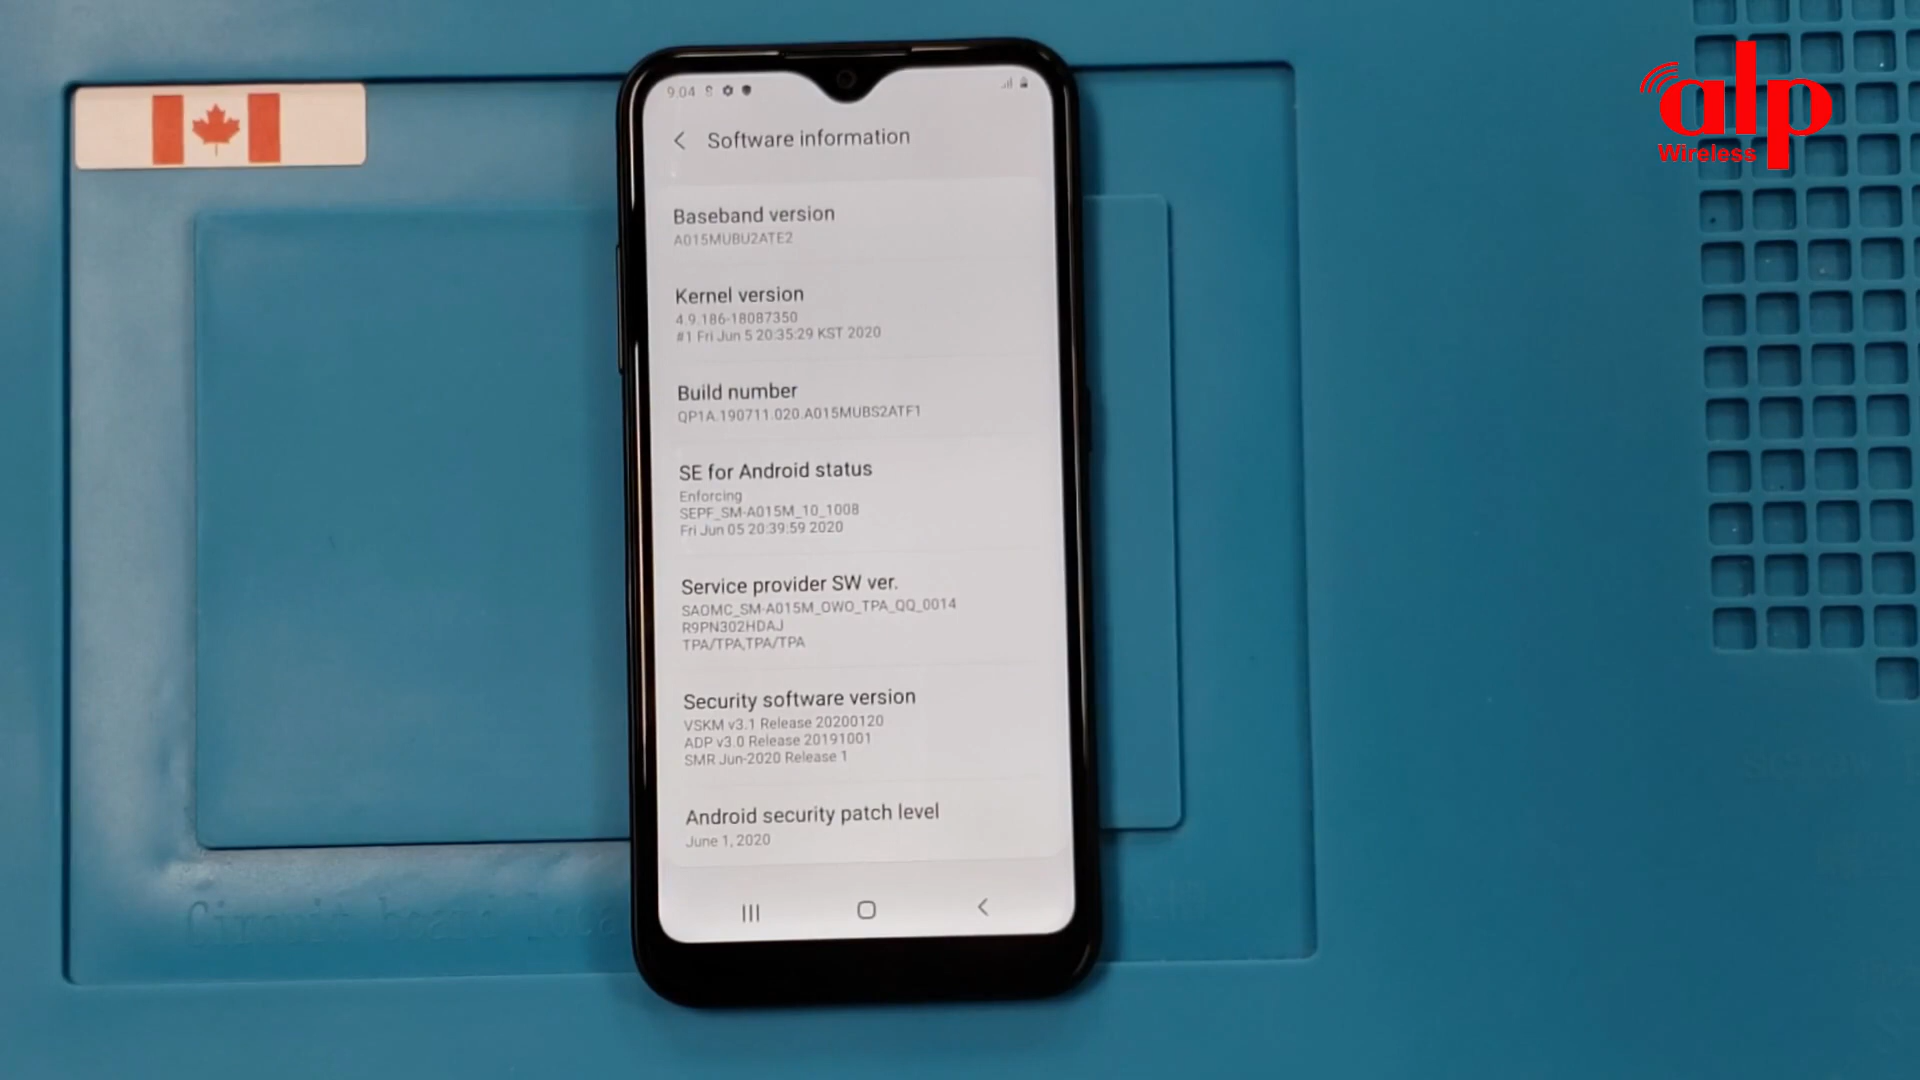 alp
Wireless
9:04
Software information
Baseband version
A015MUBU2ATE2
Kernel version
4.9.186-18087350
#1 Fri Jun 5 20:35:29 KST 2020
Build number
QP1A.190711.020.A015MUBS2ATF1
SE for Android status
Enforcing
SEPF_SM-A015M_10_1008
Fri Jun 05 20:39:59 2020
Service provider SW ver.
SAOMC_SM-A015M_OWO_TPA_QQ_0014
R9PN302HDAJ
TPA/TPA,TPA/TPA
Security software version
VSKM v3.1 Release 20200120
ADP v3.0 Release 20191001
SMR Jun-2020 Release 1
Android security patch level
June 1, 2020
Circuit board